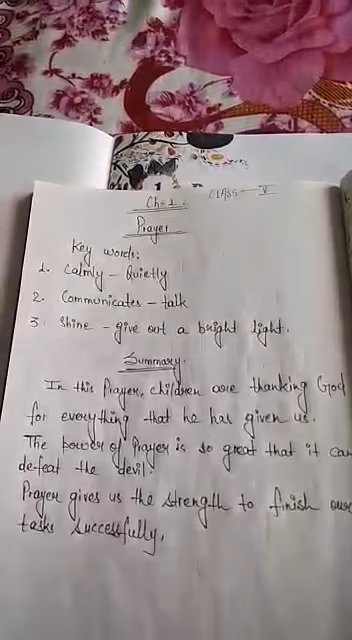 Ch:-1.
CLASS - V
Prayer
Key words:
1. Calmly - Quietly
2. Communicates - talk
3. Shine - give out a bright light.
Summary.
In this Prayer, children are thanking God
for everything that he has given us.
The power of Prayer is so great that it can
defeat the devil.
Prayer gives us the strength to finish our
tasks successfully.